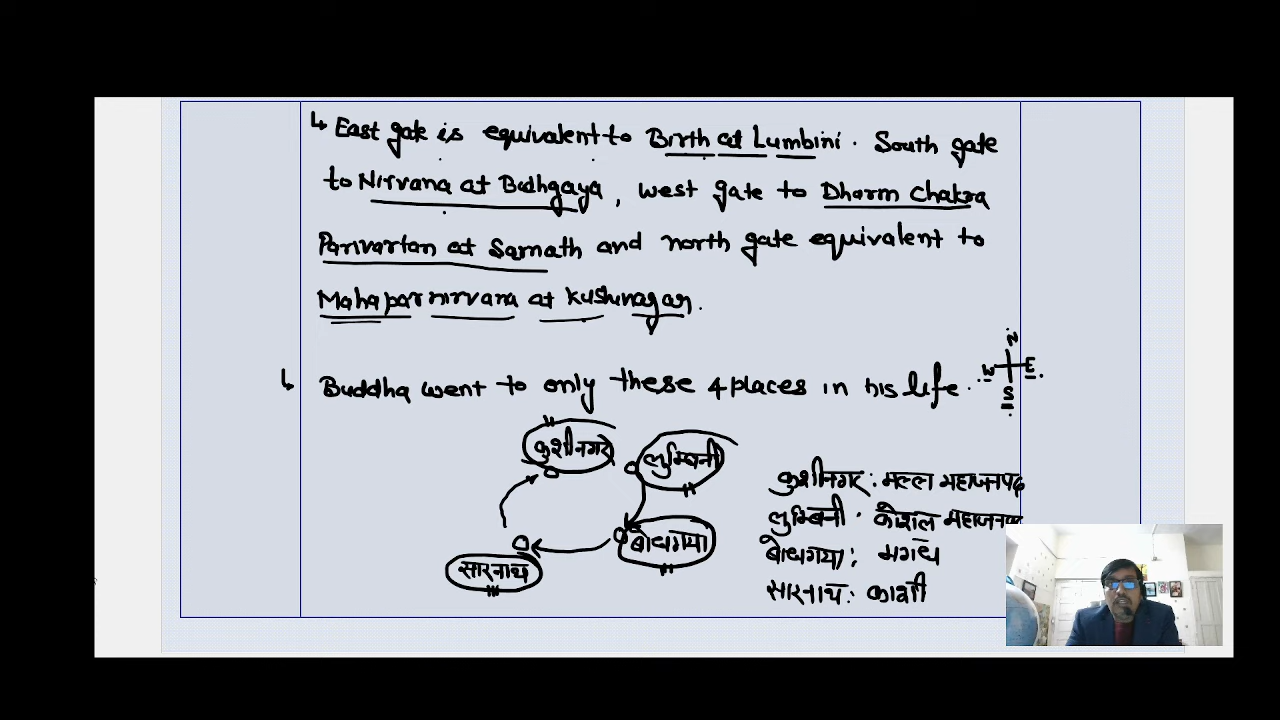 ↳ East gate is equivalent to Birth at Lumbini. South gate
to Nirvana at Bodhgaya, west gate to Dharm Chakra
Parivartan at Sarnath and north gate equivalent to
Mahaparinirvana at Kushinagar.
↳ Buddha went to only these 4 places in his life.
N
W E
S
कुशीनगर लुम्बिनी
सारनाथ बोधगया
कुशीनगर: मल्ल महाजनपद
लुम्बिनी: कोशल महाजनप
बोधगया: मगध
सारनाथ: काशी